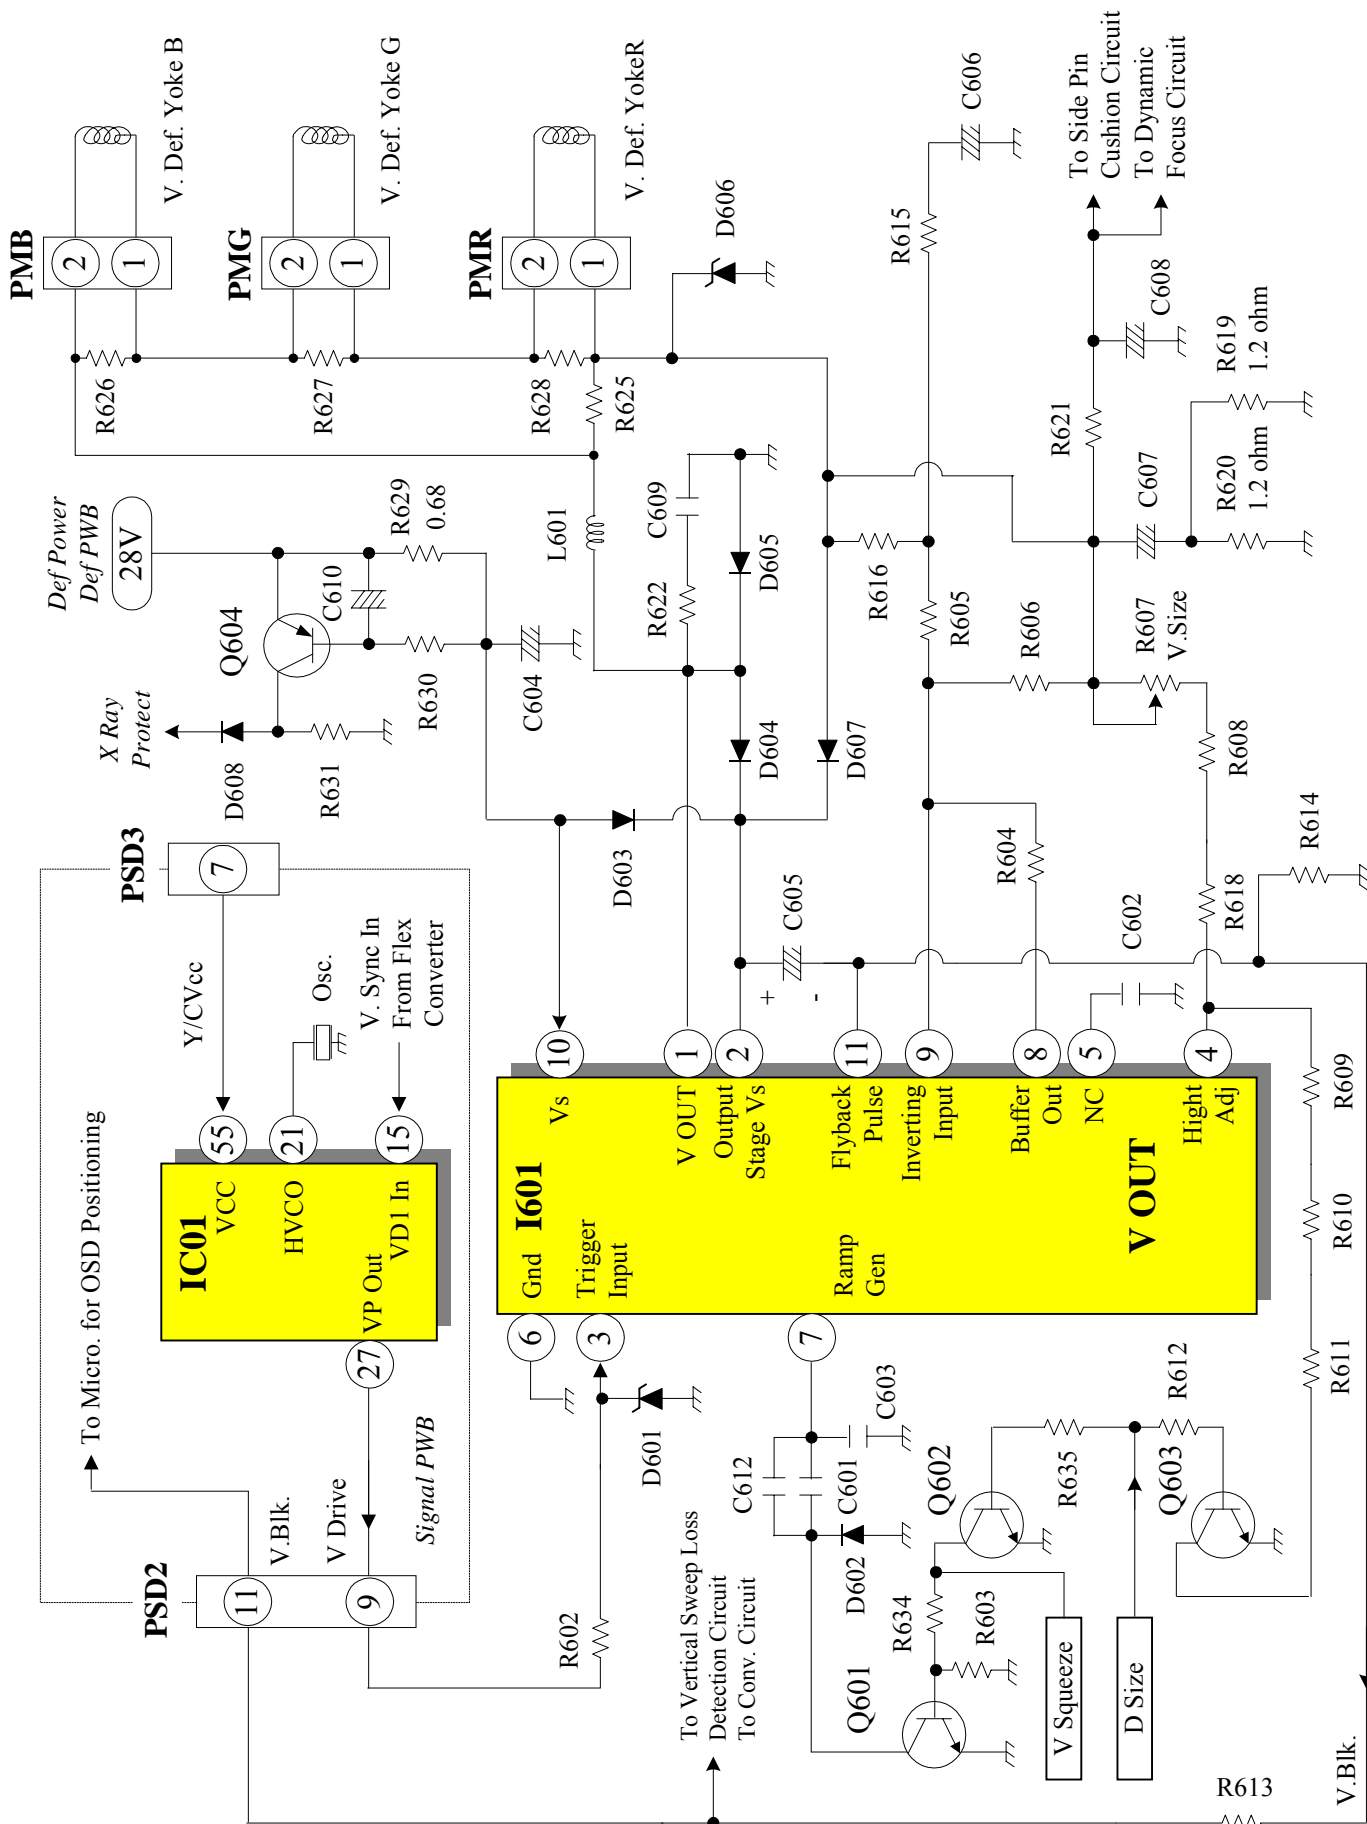 PMB
2
1
V. Def. Yoke B
R626
PMG
2
1
V. Def. Yoke G
R627
PMR
2
1
V. Def. YokeR
R628
R625
D606
C606
R615
To Side Pin
Cushion Circuit
To Dynamic
Focus Circuit
C608
R619
1.2 ohm
R620
1.2 ohm
R621
C607
Def Power
Def PWB
28V
R629
0.68
C610
Q604
R630
C604
X Ray
Protect
D608
R631
L601
C609
R622
D605
D604
D607
D603
R616
R605
R606
R607
V.Size
R608
R604
R618
R614
C602
C605
+
-
PSD3
7
Y/CVcc
Osc.
V. Sync In
From Flex
Converter
To Micro. for OSD Positioning
IC01
55
VCC
21
HVCO
15
VD1 In
VP Out
27
V Drive
Signal PWB
V.Blk.
PSD2
11
9
R602
I601
10
Vs
1
V OUT
2
Output
Stage Vs
11
Flyback
Pulse
9
Inverting
Input
8
Buffer
Out
5
NC
4
Hight
Adj
V OUT
Gnd
6
Trigger
Input
3
Ramp
Gen
7
D601
C603
C612
C601
D602
Q602
R635
R612
Q603
R634
R603
Q601
V Squeeze
D Size
To Vertical Sweep Loss
Detection Circuit
To Conv. Circuit
R609
R610
R611
R613
V.Blk.